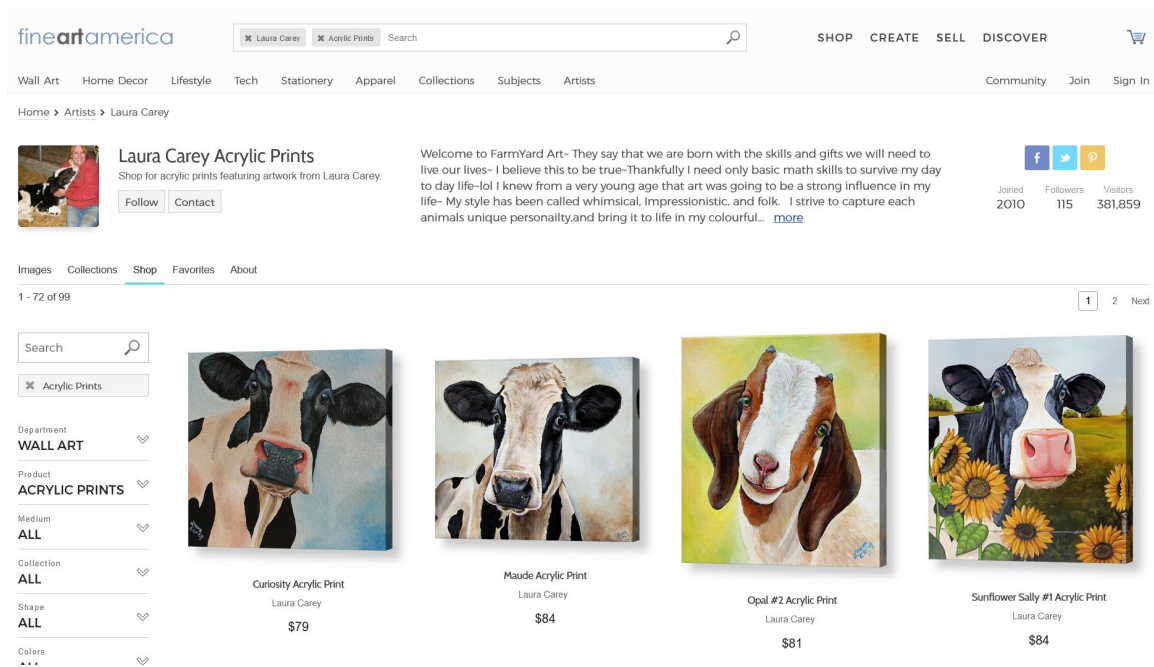 fineartamerica
✖ Laura Carey ✖ Acrylic Prints Search
SHOP CREATE SELL DISCOVER
Wall Art Home Decor Lifestyle Tech Stationery Apparel Collections Subjects Artists
Community Join Sign In
Home > Artists > Laura Carey
Laura Carey Acrylic Prints
Shop for acrylic prints featuring artwork from Laura Carey.
Follow Contact
Welcome to FarmYard Art~ They say that we are born with the skills and gifts we will need to
live our lives~ I believe this to be true~Thankfully I need only basic math skills to survive my day
to day life~lol I knew from a very young age that art was going to be a strong influence in my
life~ My style has been called whimsical, Impressionistic, and folk. I strive to capture each
animals unique personailty,and bring it to life in my colourful... more
Joined Followers Visitors
2010 115 381,859
Images Collections Shop Favorites About
1 - 72 of 99
1 2 Next
Search
✖ Acrylic Prints
Department
WALL ART
Product
ACRYLIC PRINTS
Medium
ALL
Collection
ALL
Shape
ALL
Colors
Curiosity Acrylic Print
Laura Carey
$79
Maude Acrylic Print
Laura Carey
$84
Opal #2 Acrylic Print
Laura Carey
$81
Sunflower Sally #1 Acrylic Print
Laura Carey
$84